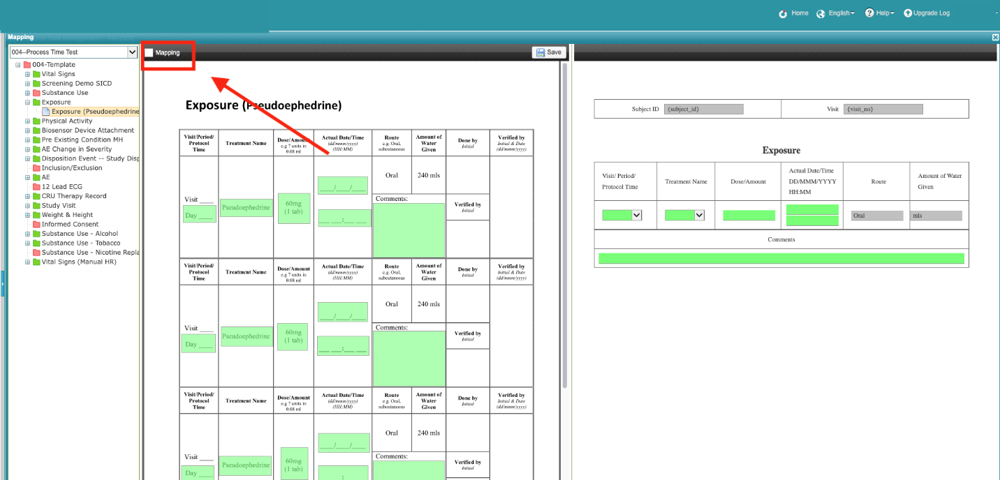 Home English Help Upgrade Log
Mapping
004--Process Time Test
004-Template
Vital Signs
Screening Demo SICD
Substance Use
Exposure
Exposure (Pseudoephedrine
Physical Activity
Biosensor Device Attachment
Pre Existing Condition MH
AE Change in Severity
Disposition Event -- Study Disp
Inclusion/Exclusion
AE
12 Lead ECG
CRU Therapy Record
Study Visit
Weight & Height
Informed Consent
Substance Use - Alcohol
Substance Use - Tobacco
Substance Use - Nicotine Repla
Vital Signs (Manual HR)
Mapping
Save
Exposure (Pseudoephedrine)
Visit/Period/
Protocol
Time
Treatment Name
Dose/Amount
e.g 7 units in
0.08 ml
Actual Date/Time
(dd/mmm/yyyy)
(HH:MM)
Route
e.g. Oral,
subcutaneous
Amount of
Water
Given
Done by
Initial
Verified by
Initial & Date
(dd/mmm/yyyy)
Visit ____
Day ____
Pseudoephedrine
60mg
(1 tab)
____/____/____
___ ___:___ ___
Oral
240 mls
Comments:
Verified by
Initial
Visit/Period/
Protocol
Time
Treatment Name
Dose/Amount
e.g 7 units in
0.08 ml
Actual Date/Time
(dd/mmm/yyyy)
(HH:MM)
Route
e.g. Oral,
subcutaneous
Amount of
Water
Given
Done by
Initial
Verified by
Initial & Date
(dd/mmm/yyyy)
Visit ____
Day ____
Pseudoephedrine
60mg
(1 tab)
____/____/____
___ ___:___ ___
Oral
240 mls
Comments:
Verified by
Initial
Visit/Period/
Protocol
Time
Treatment Name
Dose/Amount
e.g 7 units in
0.08 ml
Actual Date/Time
(dd/mmm/yyyy)
(HH:MM)
Route
e.g. Oral,
subcutaneous
Amount of
Water
Given
Done by
Initial
Verified by
Initial & Date
(dd/mmm/yyyy)
Visit ____
Day ____
Pseudoephedrine
60mg
(1 tab)
____/____/____
:
Oral
240 mls
Comments:
Verified by
Initial
Subject ID {subject_id} Visit {visit_no}
Exposure
Visit/ Period/
Protocol Time
Treatment Name
Dose/Amount
Actual Date/Time
DD/MMM/YYYY
HH:MM
Route
Amount of Water
Given
Oral
mls
Comments